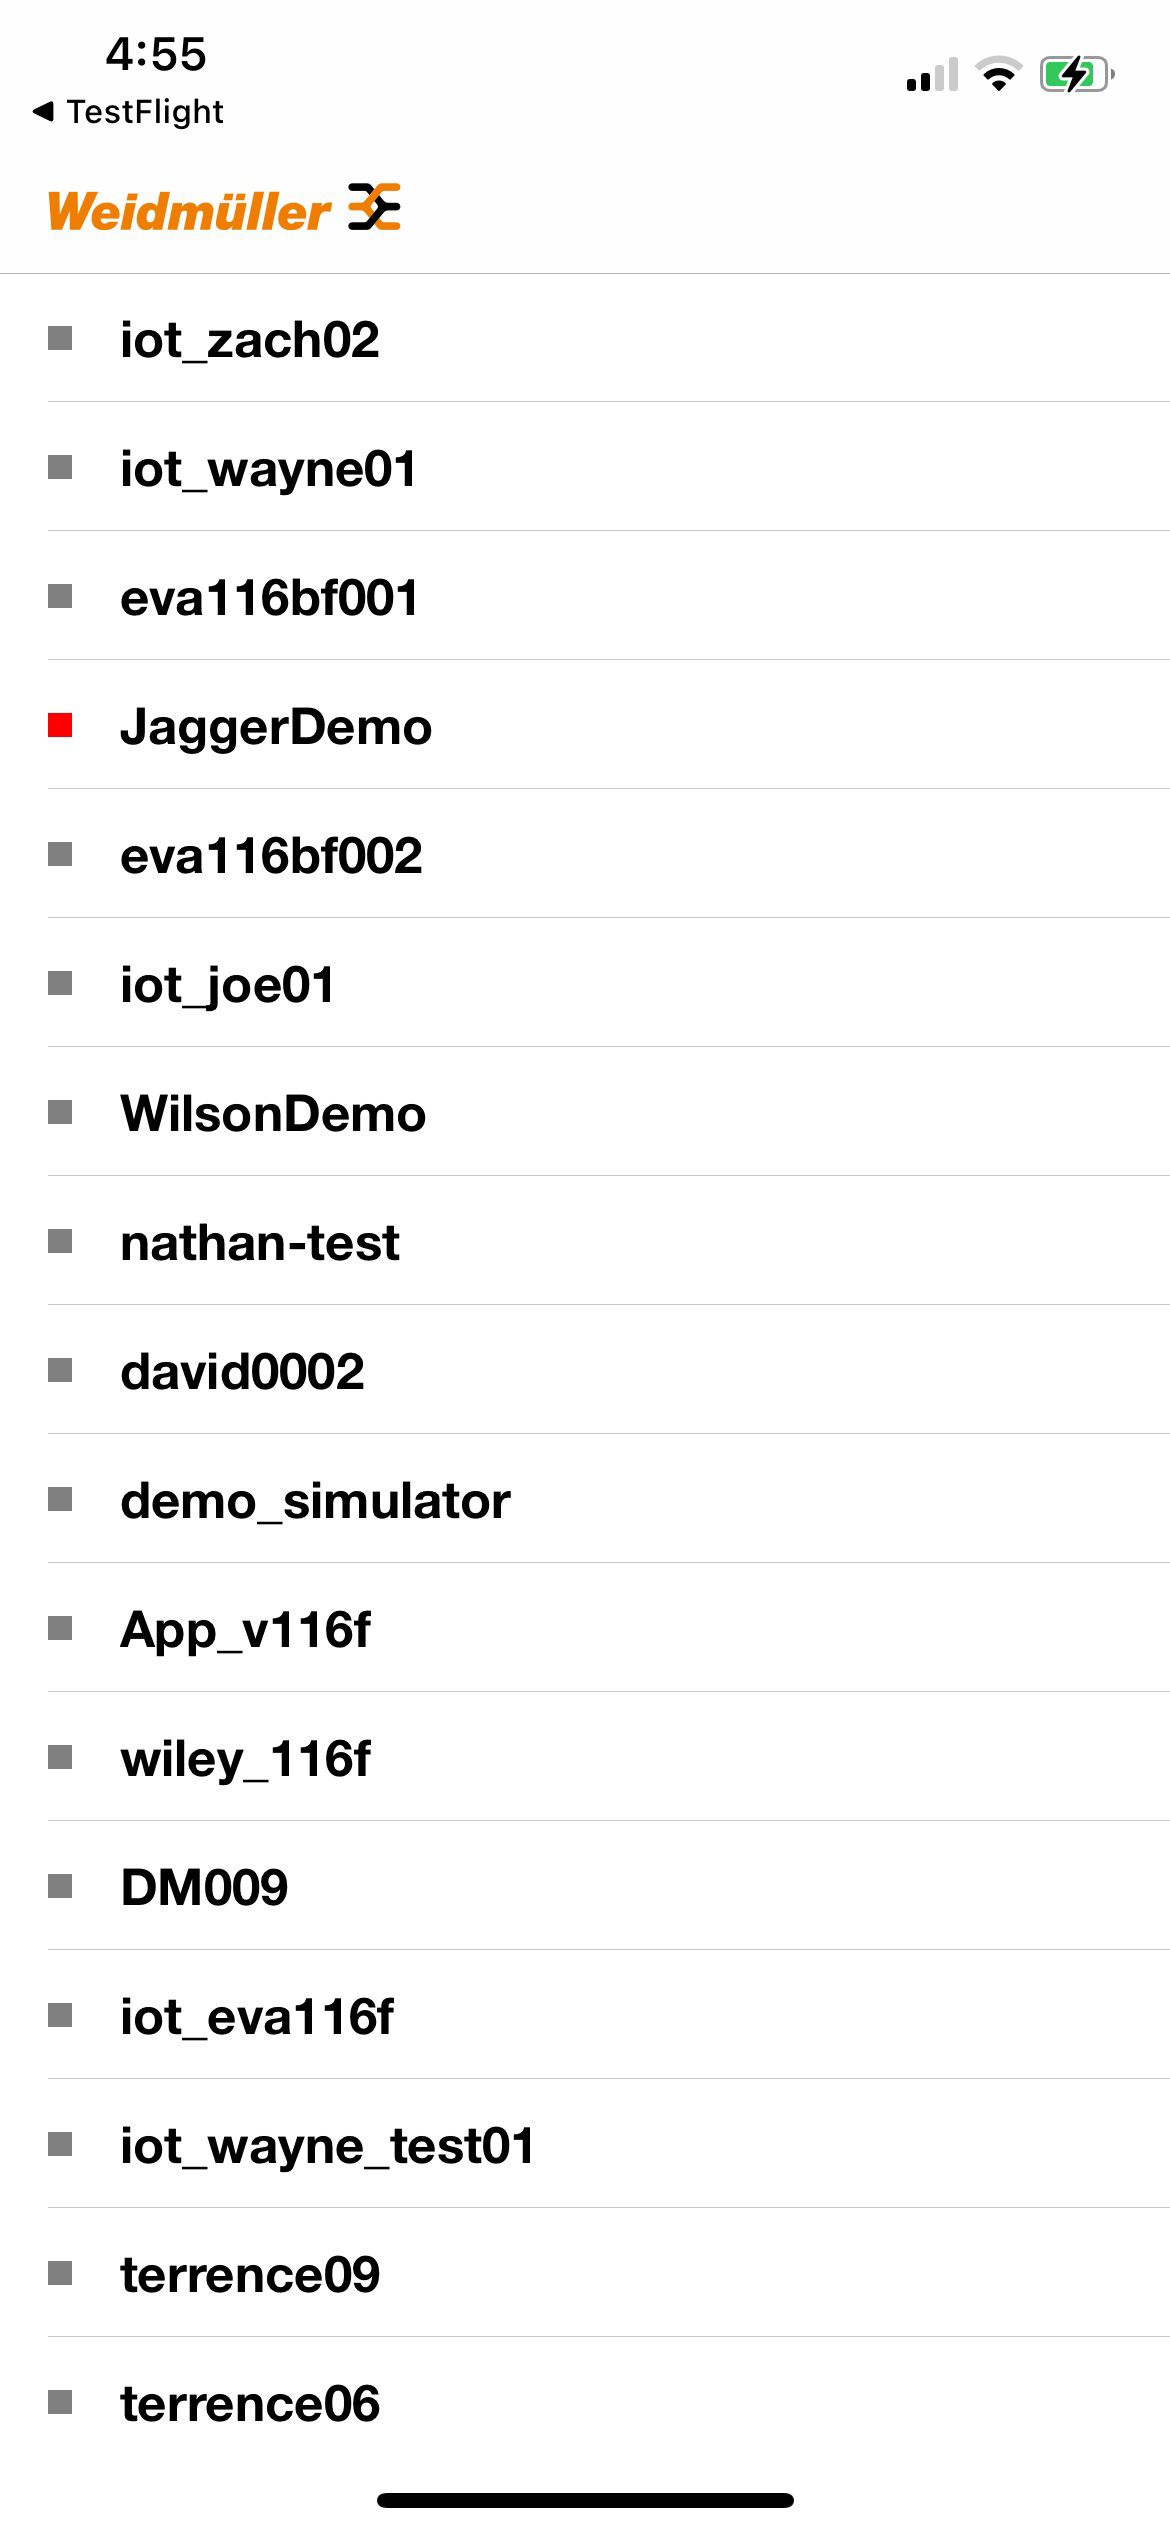 4:55
◀ TestFlight
Weidmüller
iot_zach02
iot_wayne01
eva116bf001
JaggerDemo
eva116bf002
iot_joe01
WilsonDemo
nathan-test
david0002
demo_simulator
App_v116f
wiley_116f
DM009
iot_eva116f
iot_wayne_test01
terrence09
terrence06